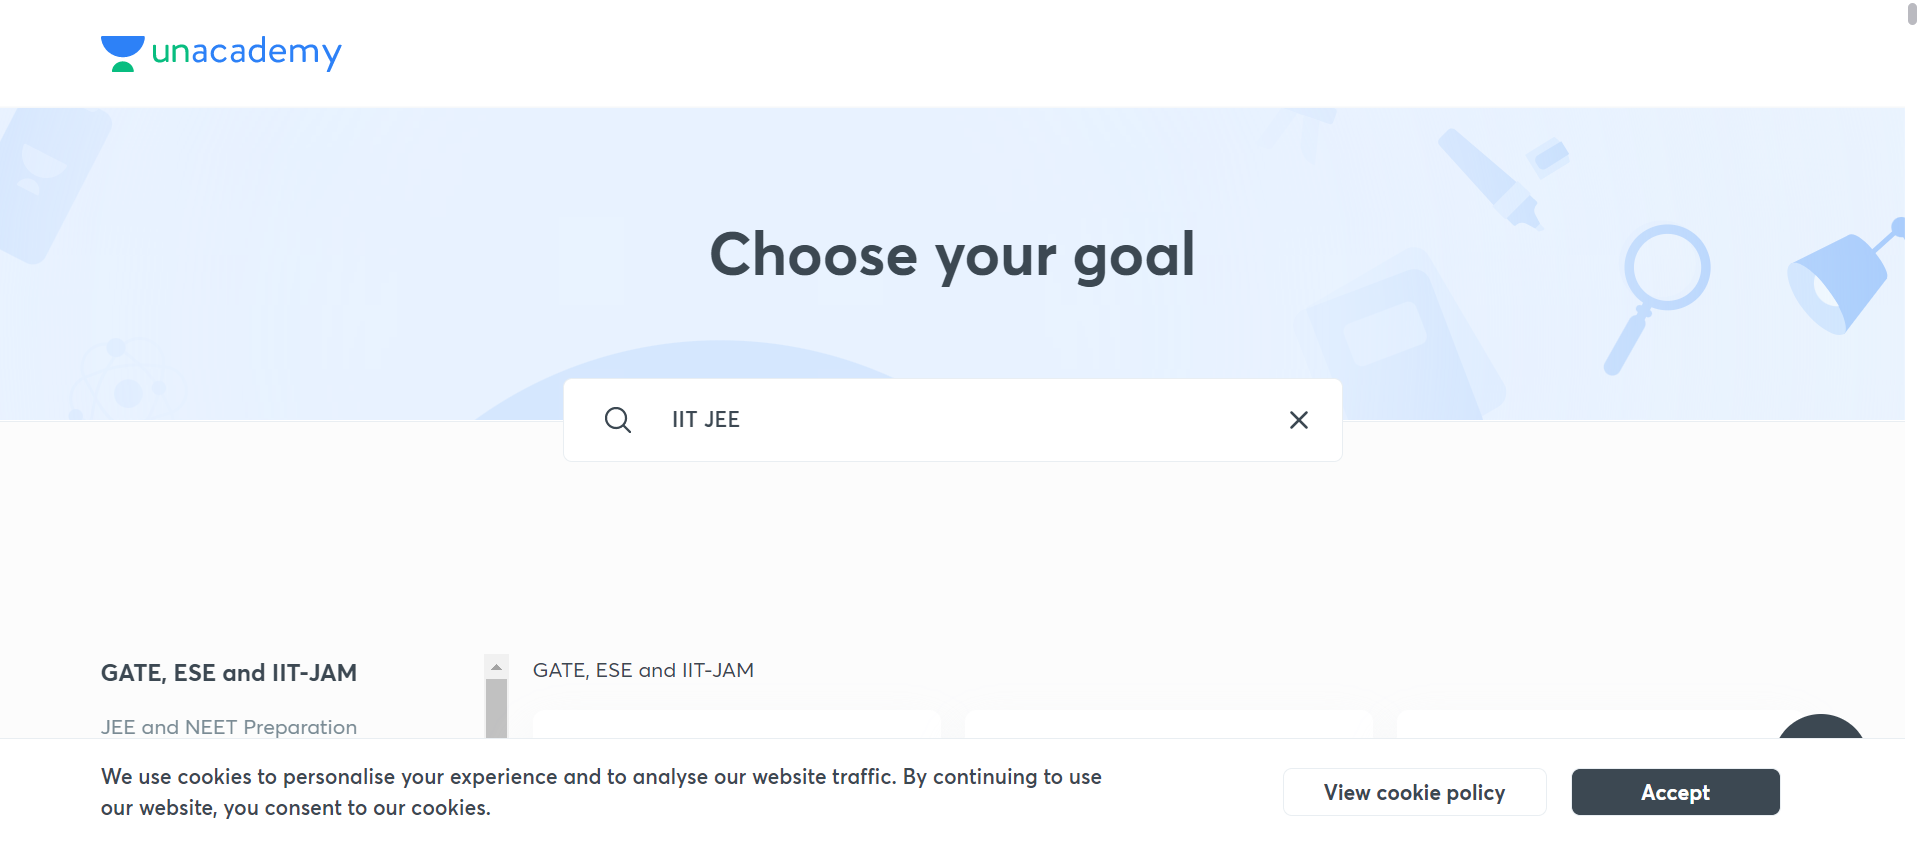 unacademy
Choose your goal
IIT JEE
GATE, ESE and IIT-JAM
JEE and NEET Preparation
GATE, ESE and IIT-JAM
We use cookies to personalise your experience and to analyse our website traffic. By continuing to use
our website, you consent to our cookies.
View cookie policy
Accept